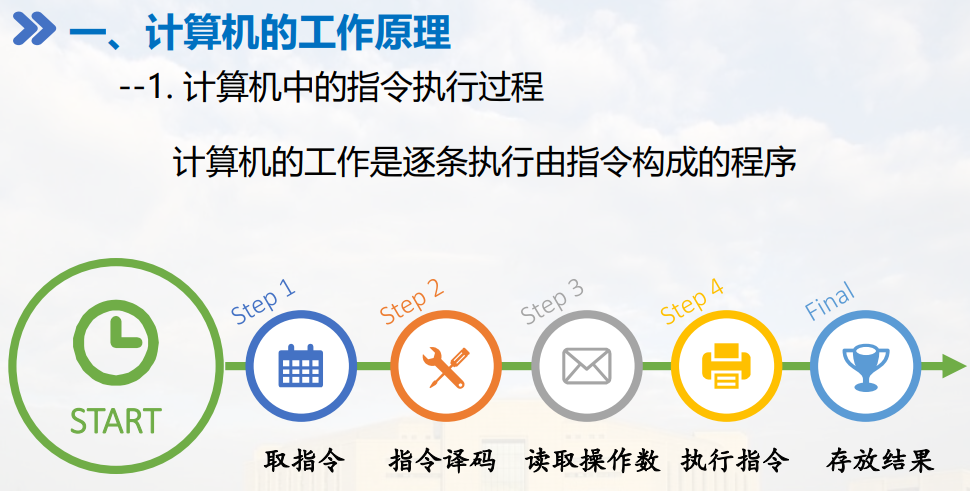 一、计算机的工作原理
--1. 计算机中的指令执行过程
计算机的工作是逐条执行由指令构成的程序
Step 1
Step 2
Step 3
Step 4
Final
START
取指令
指令译码
读取操作数
执行指令
存放结果